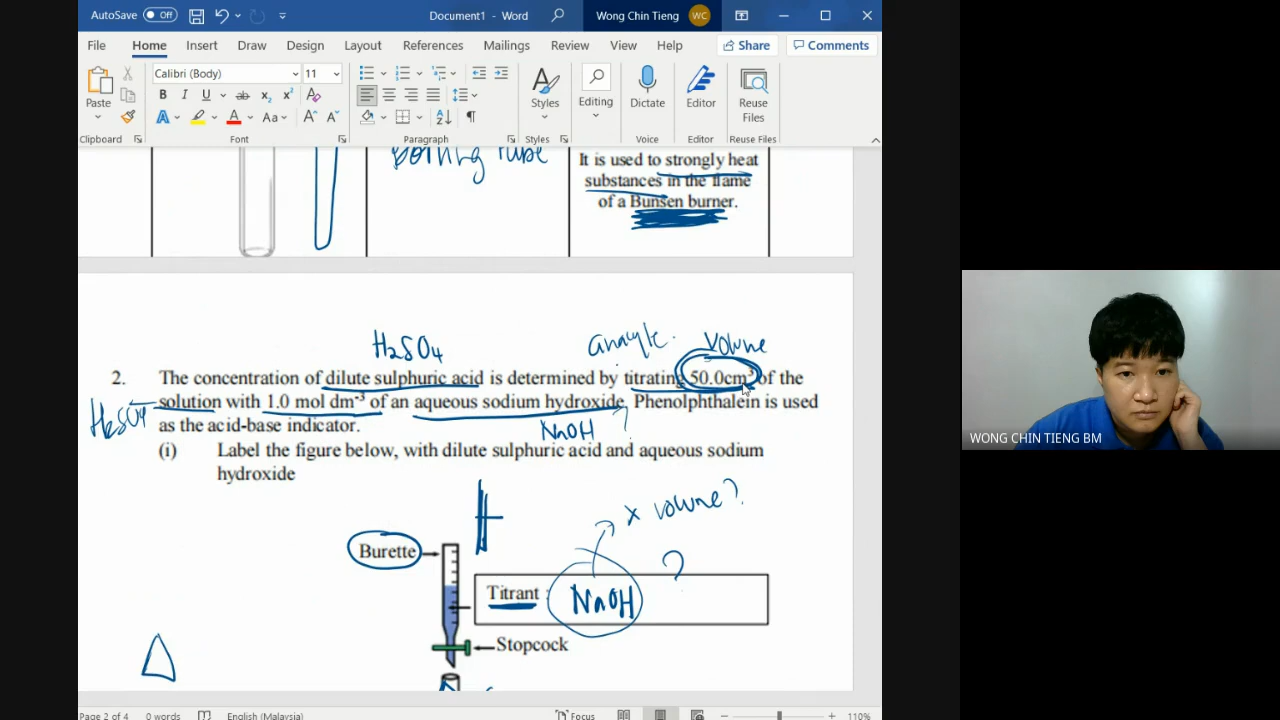 AutoSave Off Document1 - Word Wong Chin Tieng WC
File Home Insert Draw Design Layout References Mailings Review View Help Share Comments
Calibri (Body) 11
Paste Styles Editing Dictate Editor Reuse Files
Clipboard Font Paragraph Styles Voice Editor Reuse Files
Boiling tube
It is used to strongly heat
substances in the flame
of a Bunsen burner.
H2SO4 analyte. volume
2. The concentration of dilute sulphuric acid is determined by titrating 50.0cm³ of the
solution with 1.0 mol dm⁻³ of an aqueous sodium hydroxide. Phenolphthalein is used
H2SO4 as the acid-base indicator.
NaOH
(i) Label the figure below, with dilute sulphuric acid and aqueous sodium
hydroxide
x volume?
Burette
?
Titrant : NaOH
Stopcock
WONG CHIN TIENG BM
Page 2 of 4 0 words English (Malaysia) Focus 110%